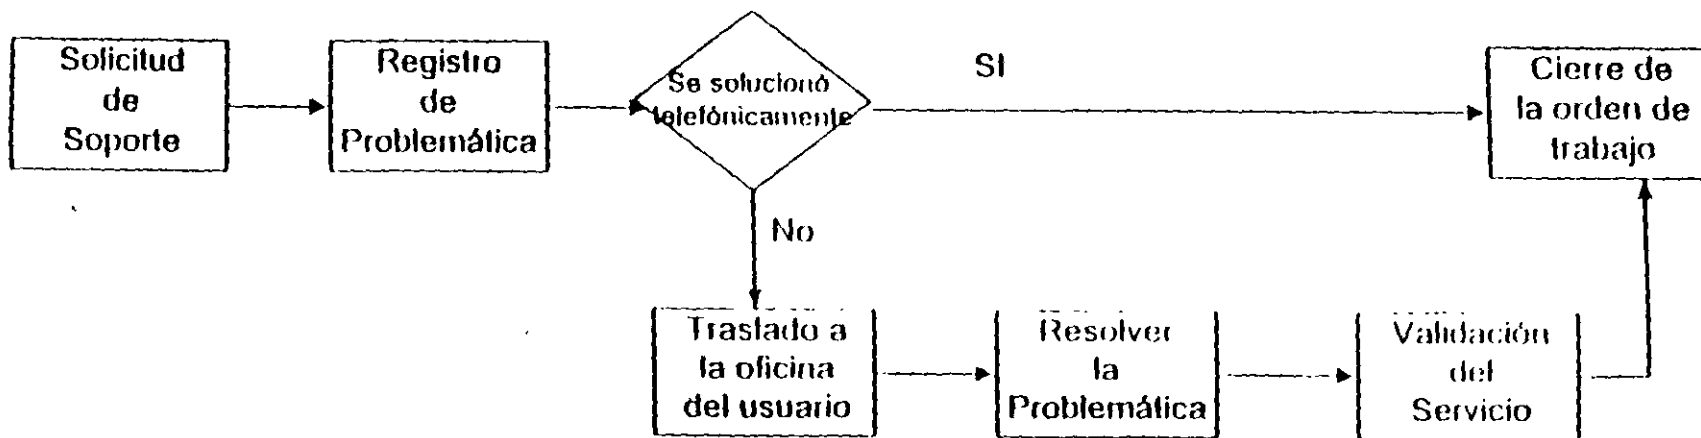 Solicitud
de
Soporte
Registro
de
Problemática
Se solucionó
telefónicamente
SI
Cierre de
la orden de
trabajo
No
Traslado a
la oficina
del usuario
Resolver
la
Problemática
Validación
del
Servicio